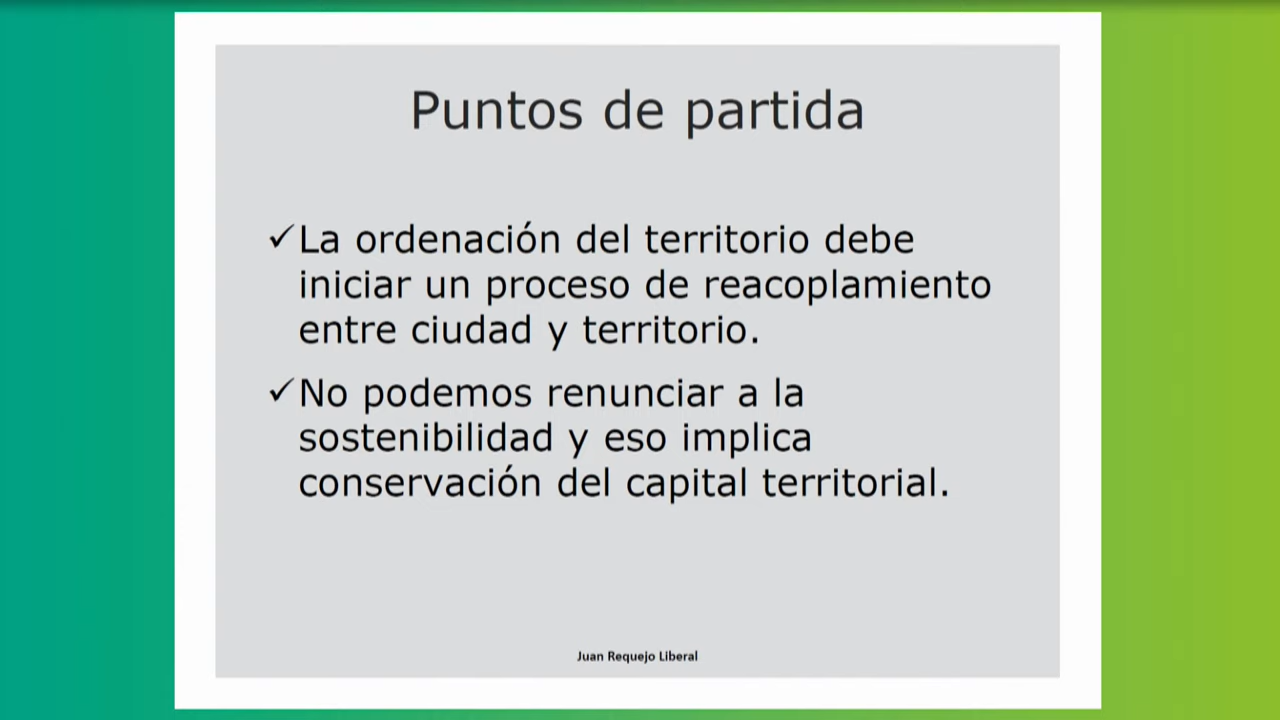 Puntos de partida
✓La ordenación del territorio debe
iniciar un proceso de reacoplamiento
entre ciudad y territorio.
✓No podemos renunciar a la
sostenibilidad y eso implica
conservación del capital territorial.
Juan Requejo Liberal